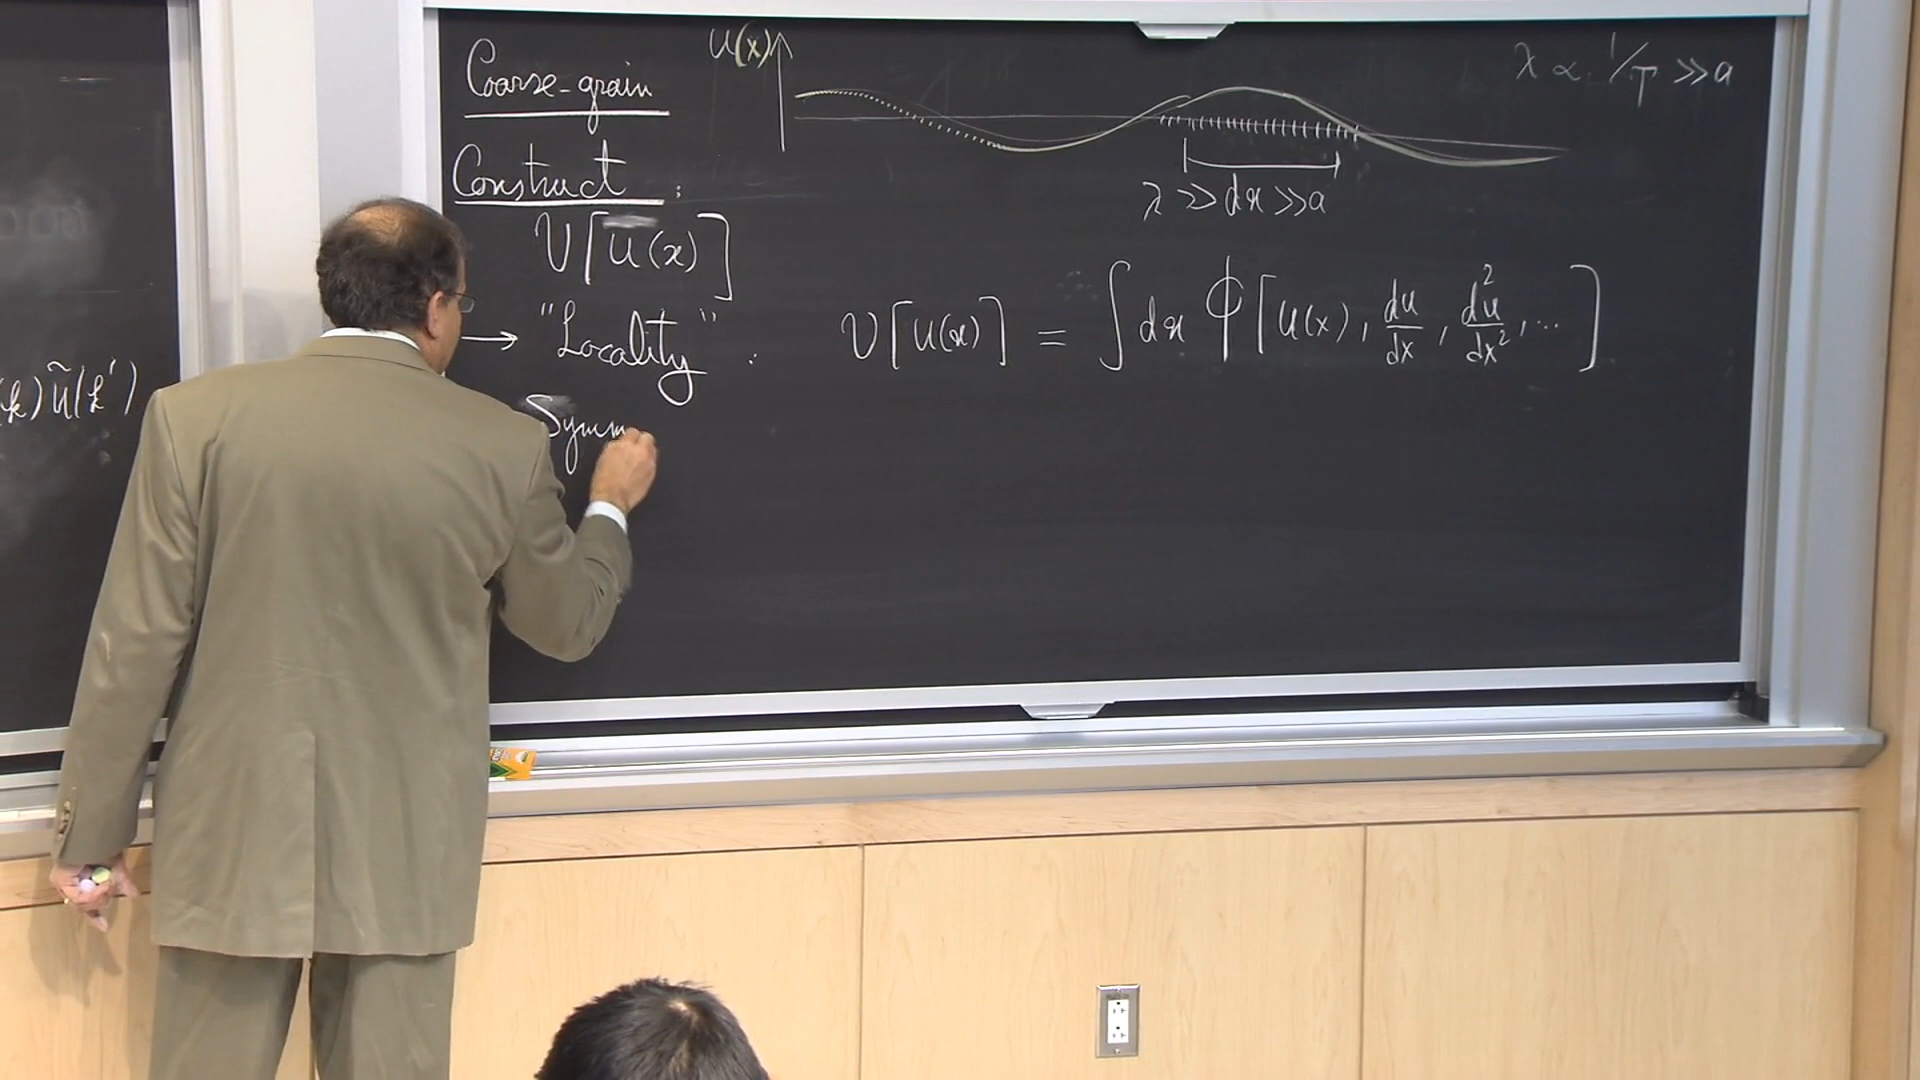 Coarse-grain
u(x)
λ ∝ 1/T >> a
λ >> dx >> a
Construct :
V[u(x)]
→ "Locality" : V[u(x)] = ∫dx Φ[u(x), du/dx, d²u/dx², ...]
Symm
(k) ũ(k')